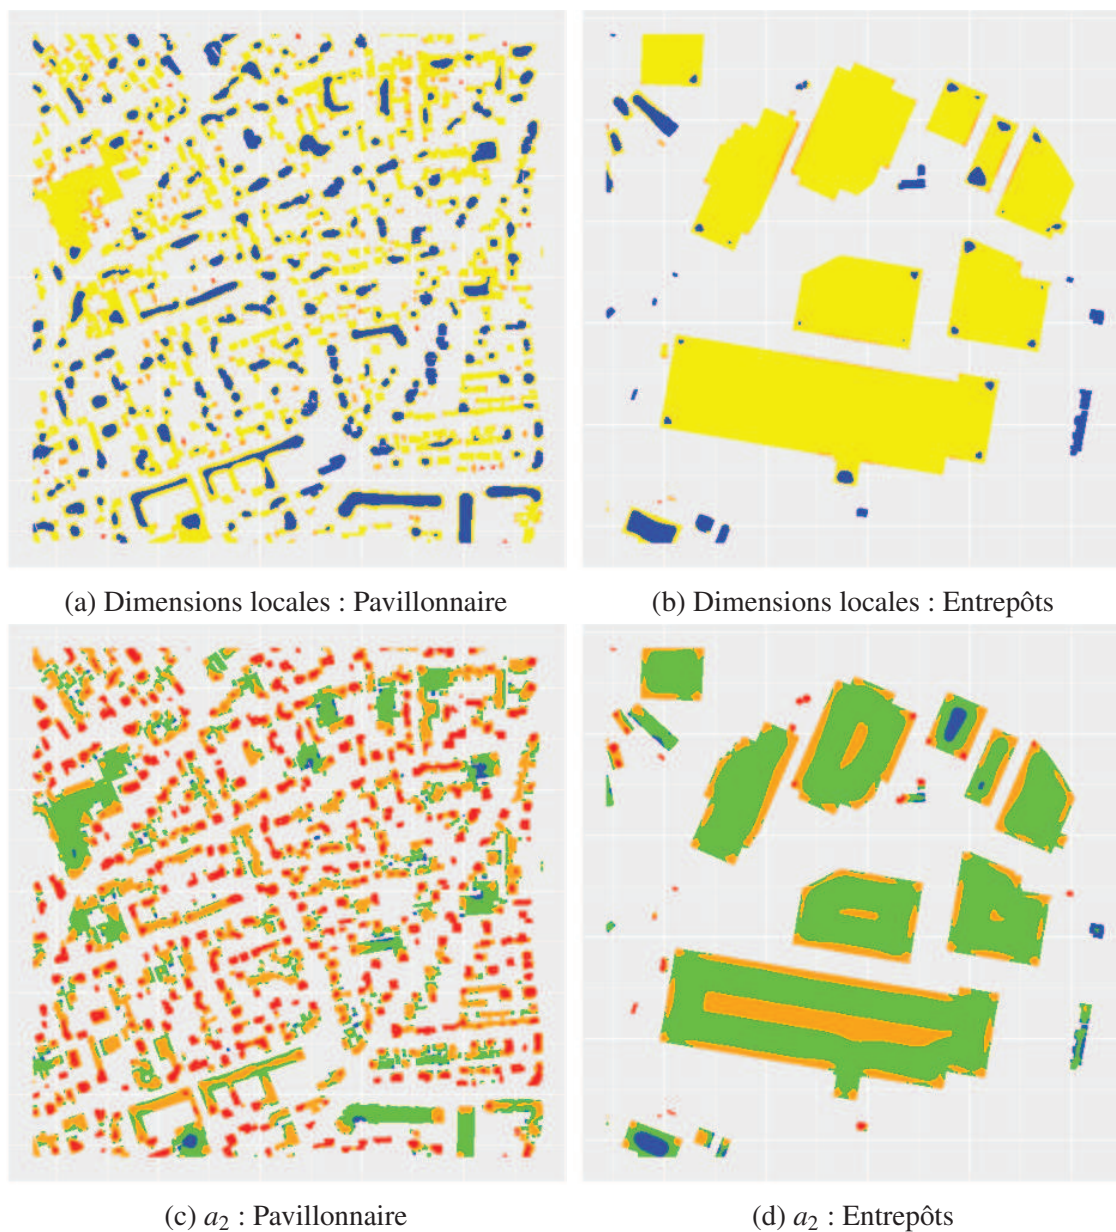 (a) Dimensions locales : Pavillonnaire
(b) Dimensions locales : Entrepôts
(c) a₂ : Pavillonnaire
(d) a₂ : Entrepôts